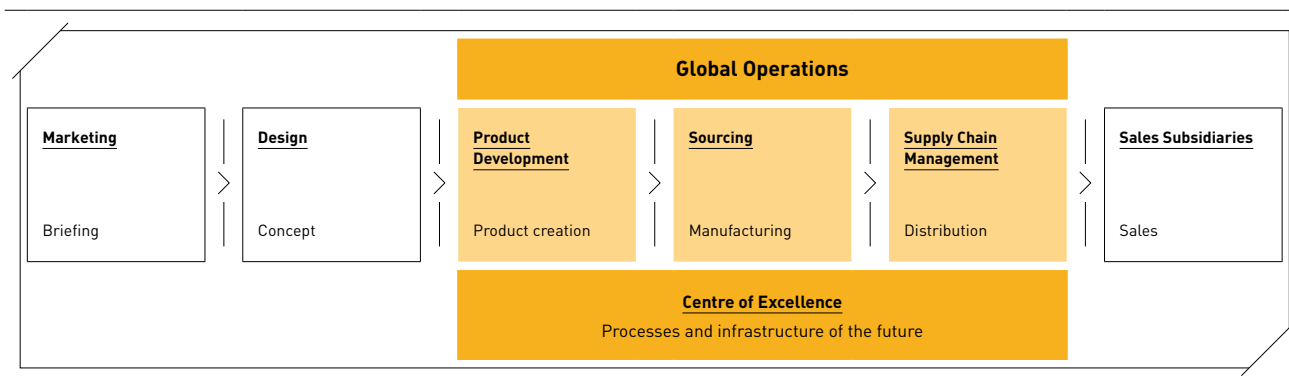 Global Operations
Marketing
Briefing
Design
Concept
Product
Development
Product creation
Sourcing
Manufacturing
Supply Chain
Management
Distribution
Sales Subsidiaries
Sales
Centre of Excellence
Processes and infrastructure of the future